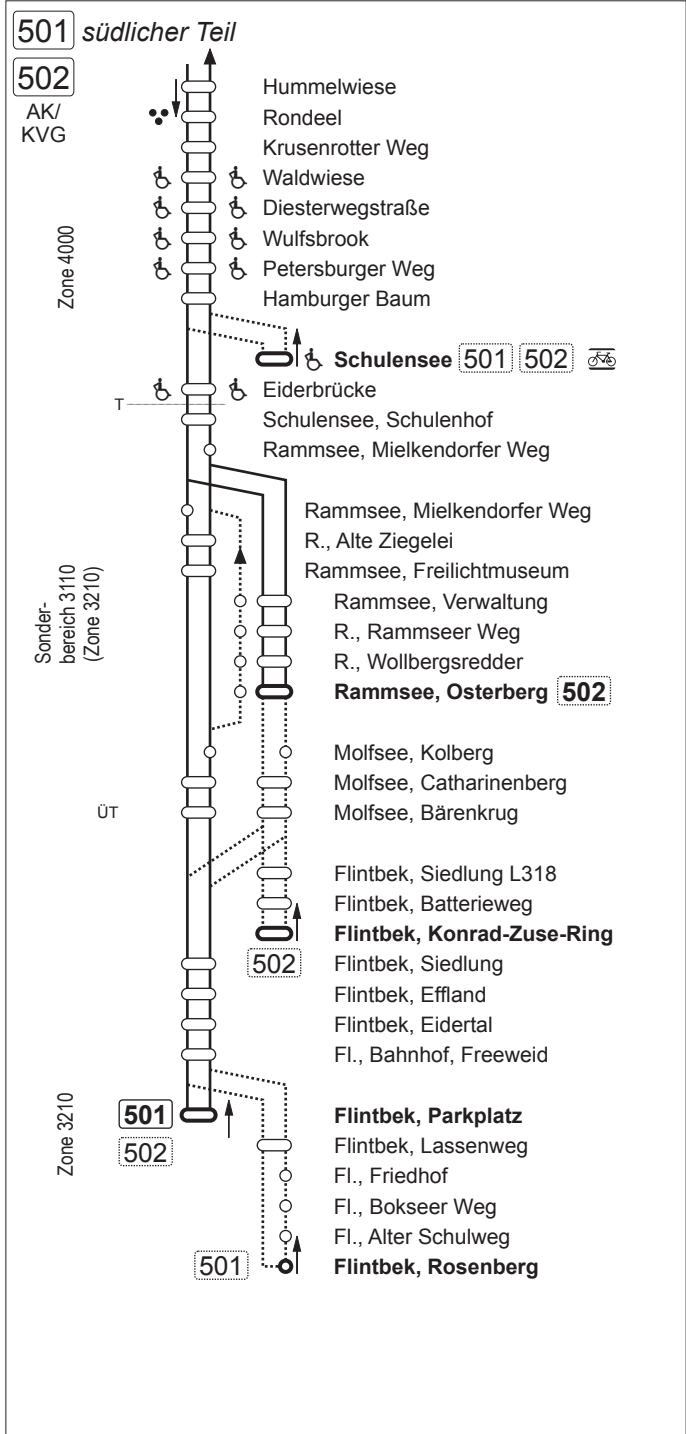 501 südlicher Teil
502
AK/
KVG
Hummelwiese
Rondeel
Krusenrotter Weg
Waldwiese
Diesterwegstraße
Wulfsbrook
Petersburger Weg
Hamburger Baum
Zone 4000
Schulensee 501 502
Eiderbrücke
T
Schulensee, Schulenhof
Rammsee, Mielkendorfer Weg
Rammsee, Mielkendorfer Weg
R., Alte Ziegelei
Rammsee, Freilichtmuseum
Rammsee, Verwaltung
R., Rammseer Weg
R., Wollbergsredder
Rammsee, Osterberg 502
Sonder-
bereich 3110
(Zone 3210)
Molfsee, Kolberg
Molfsee, Catharinenberg
ÜT Molfsee, Bärenkrug
Flintbek, Siedlung L318
Flintbek, Batterieweg
Flintbek, Konrad-Zuse-Ring
502 Flintbek, Siedlung
Flintbek, Effland
Flintbek, Eidertal
Fl., Bahnhof, Freeweid
Zone 3210
501 Flintbek, Parkplatz
502 Flintbek, Lassenweg
Fl., Friedhof
Fl., Bokseer Weg
Fl., Alter Schulweg
501 Flintbek, Rosenberg